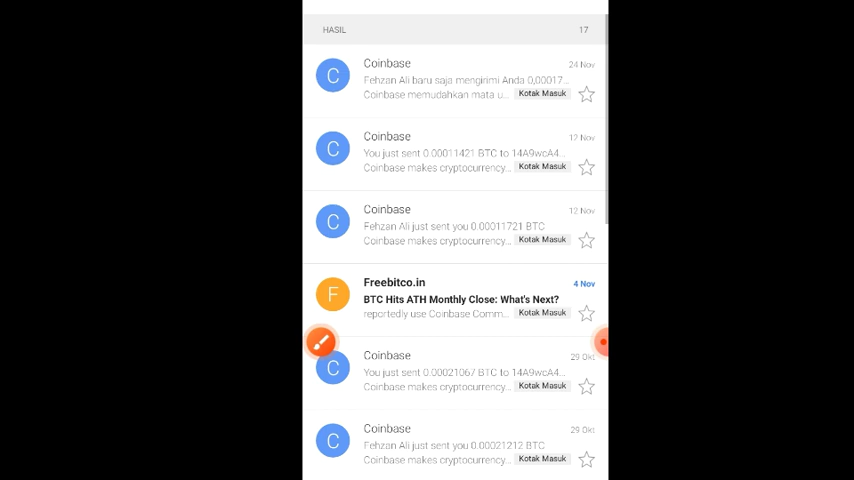 HASIL 17
C Coinbase 24 Nov
Fehzan Ali baru saja mengirimi Anda 0,00017...
Coinbase memudahkan mata u... Kotak Masuk
C Coinbase 12 Nov
You just sent 0.00011421 BTC to 14A9wcA4...
Coinbase makes cryptocurrency... Kotak Masuk
C Coinbase 12 Nov
Fehzan Ali just sent you 0.00011721 BTC
Coinbase makes cryptocurrency... Kotak Masuk
F Freebitco.in 4 Nov
BTC Hits ATH Monthly Close: What's Next?
reportedly use Coinbase Comm... Kotak Masuk
C Coinbase 29 Okt
You just sent 0.00021067 BTC to 14A9wcA4...
Coinbase makes cryptocurrency... Kotak Masuk
C Coinbase 29 Okt
Fehzan Ali just sent you 0.00021212 BTC
Coinbase makes cryptocurrency... Kotak Masuk